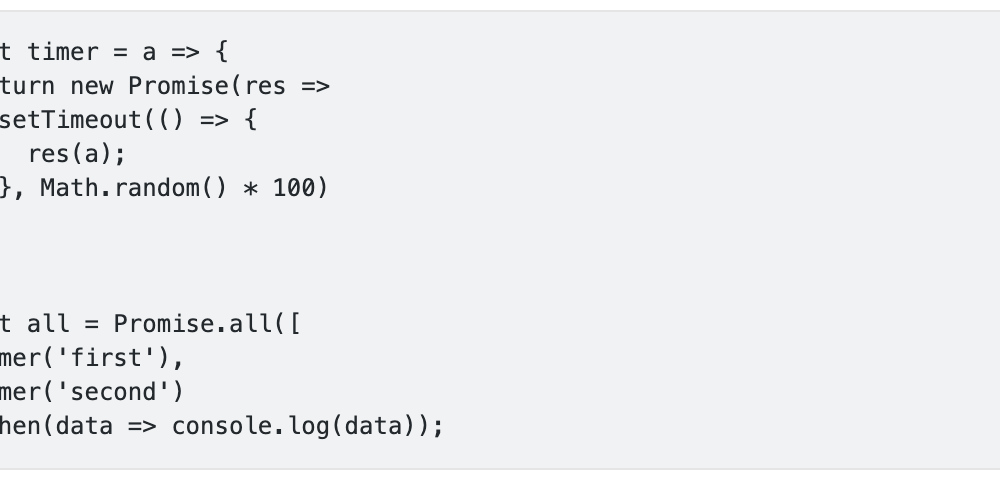 t timer = a => {
turn new Promise(res =>
setTimeout(() => {
res(a);
}, Math.random() * 100)
t all = Promise.all([
mer('first'),
mer('second')
hen(data => console.log(data));